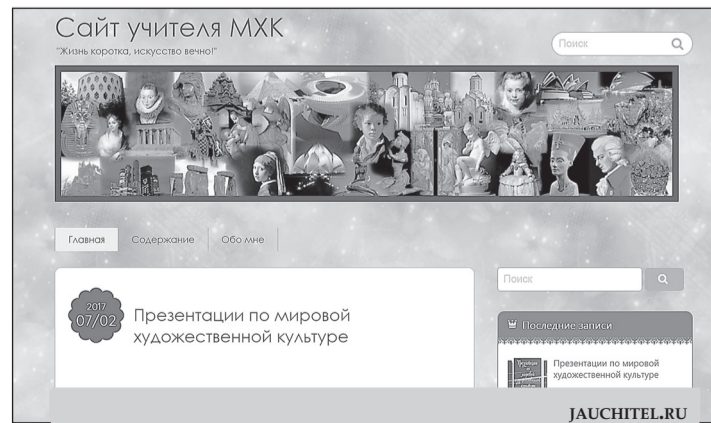 Сайт учителя МХК
"Жизнь коротка, искусство вечно!"
Поиск
Главная
Содержание
Обо мне
Поиск
2017
07/02
Презентации по мировой
художественной культуре
Последние записи
Презентации по мировой
художественной культуре
JAUCHITEL.RU